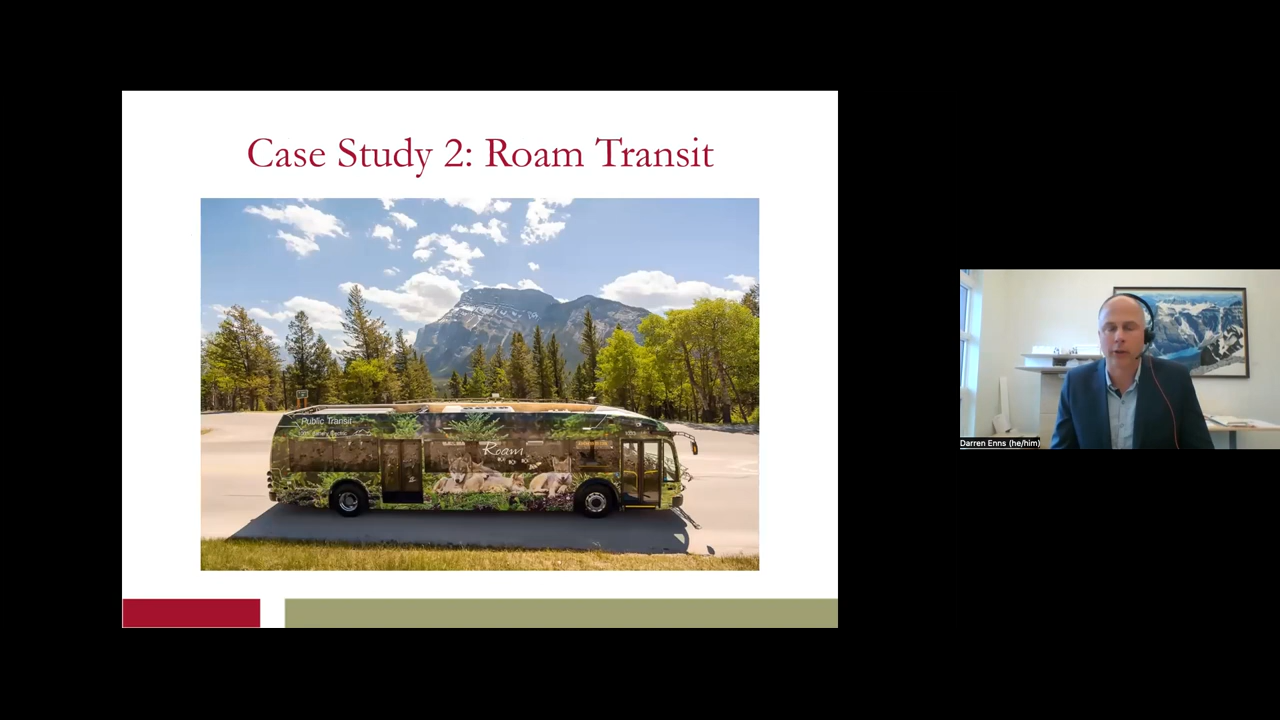 Case Study 2: Roam Transit
Public Transit
Roam
Darren Enns (he/him)